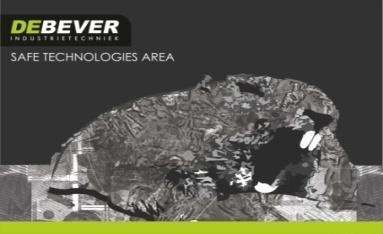 DEBEVER
INDUSTRIETECHNIEK
SAFE TECHNOLOGIES AREA